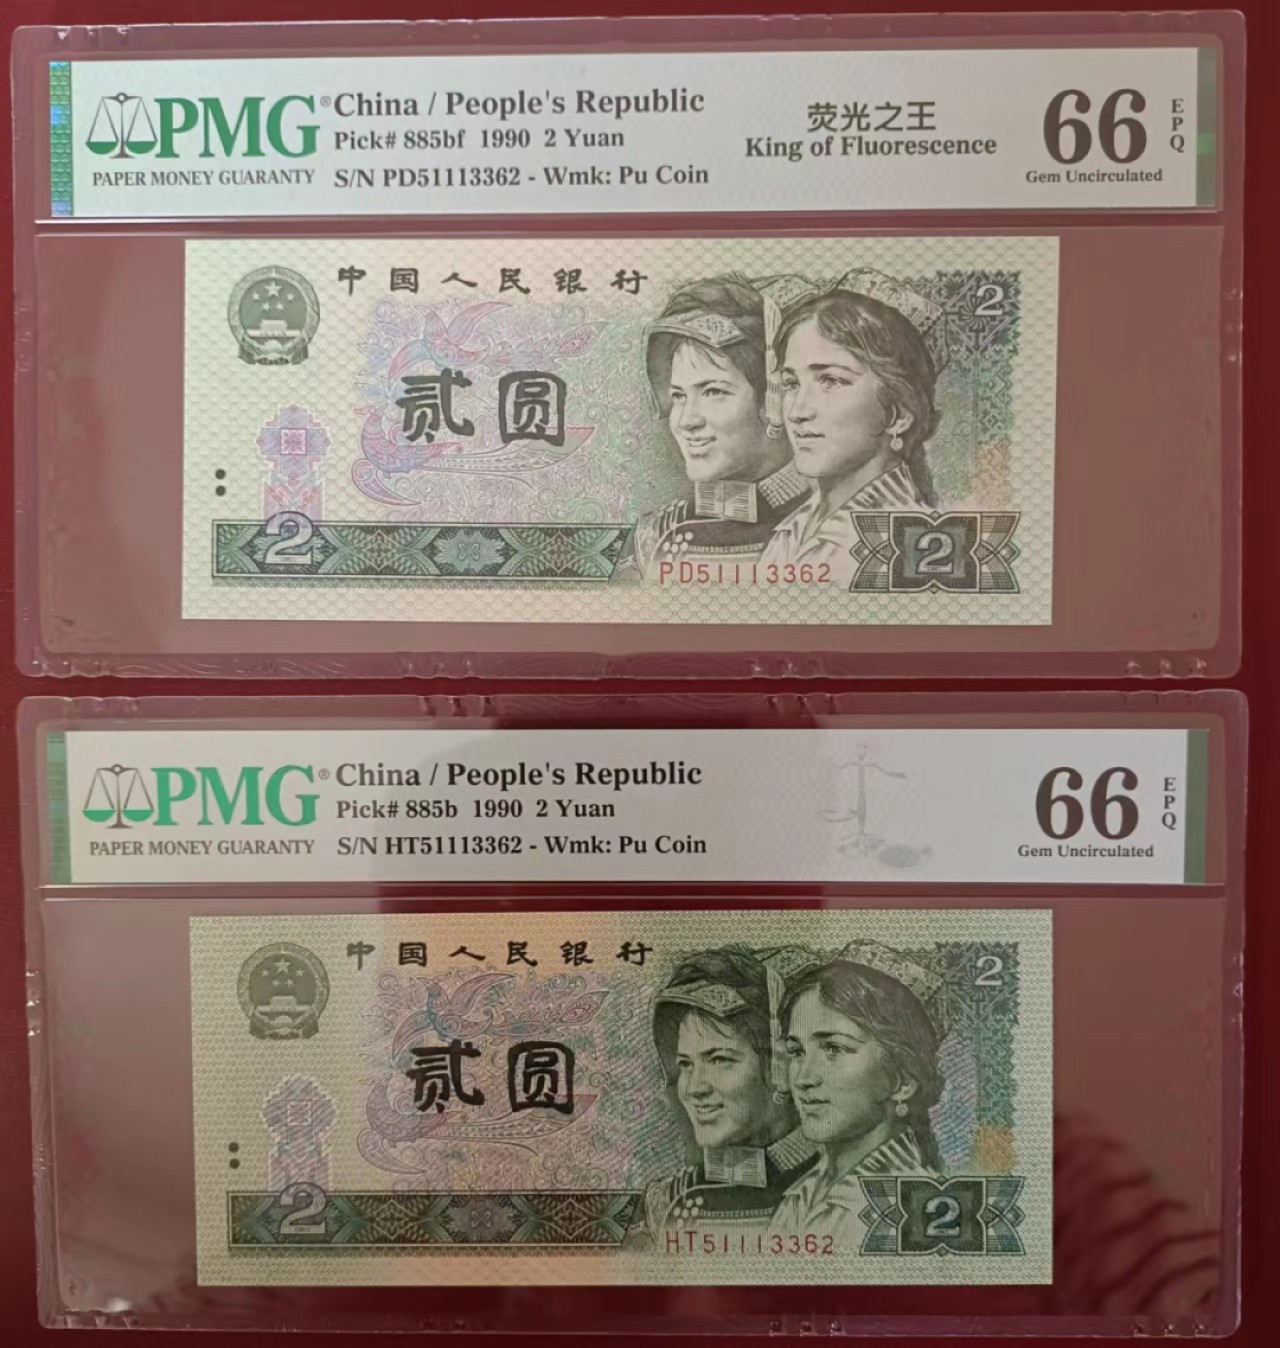 PMG® China / People's Republic
Pick# 885bf 1990 2 Yuan
PAPER MONEY GUARANTY S/N PD51113362 - Wmk: Pu Coin
荧光之王
King of Fluorescence
66 EPQ
Gem Uncirculated
中国人民银行
2
贰圆
2
PD51113362
2
PMG® China / People's Republic
Pick# 885b 1990 2 Yuan
PAPER MONEY GUARANTY S/N HT51113362 - Wmk: Pu Coin
66 EPQ
Gem Uncirculated
中国人民银行
2
贰圆
2
HT51113362
2